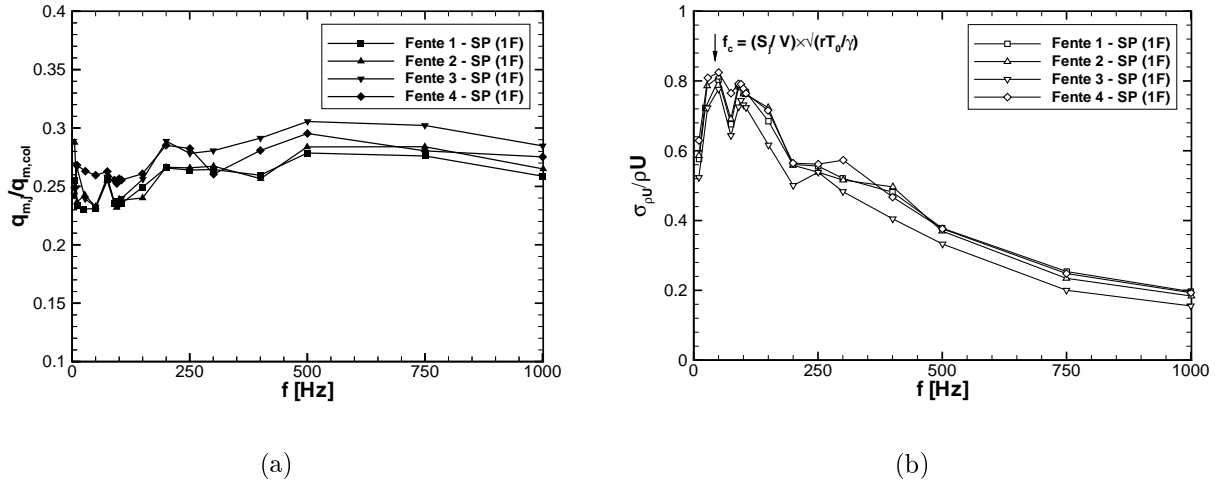 0.4
0.35
0.3
0.25
0.2
0.15
0.1
q_{m,j}/q_{m,col}
Fente 1 - SP (1F)
Fente 2 - SP (1F)
Fente 3 - SP (1F)
Fente 4 - SP (1F)
0 250 500 750 1000
f [Hz]
(a)
1
0.8
0.6
0.4
0.2
0
σ_{ρU}/ρU
f_c = (S_j/ V)×√(rT_0/γ)
Fente 1 - SP (1F)
Fente 2 - SP (1F)
Fente 3 - SP (1F)
Fente 4 - SP (1F)
0 250 500 750 1000
f [Hz]
(b)